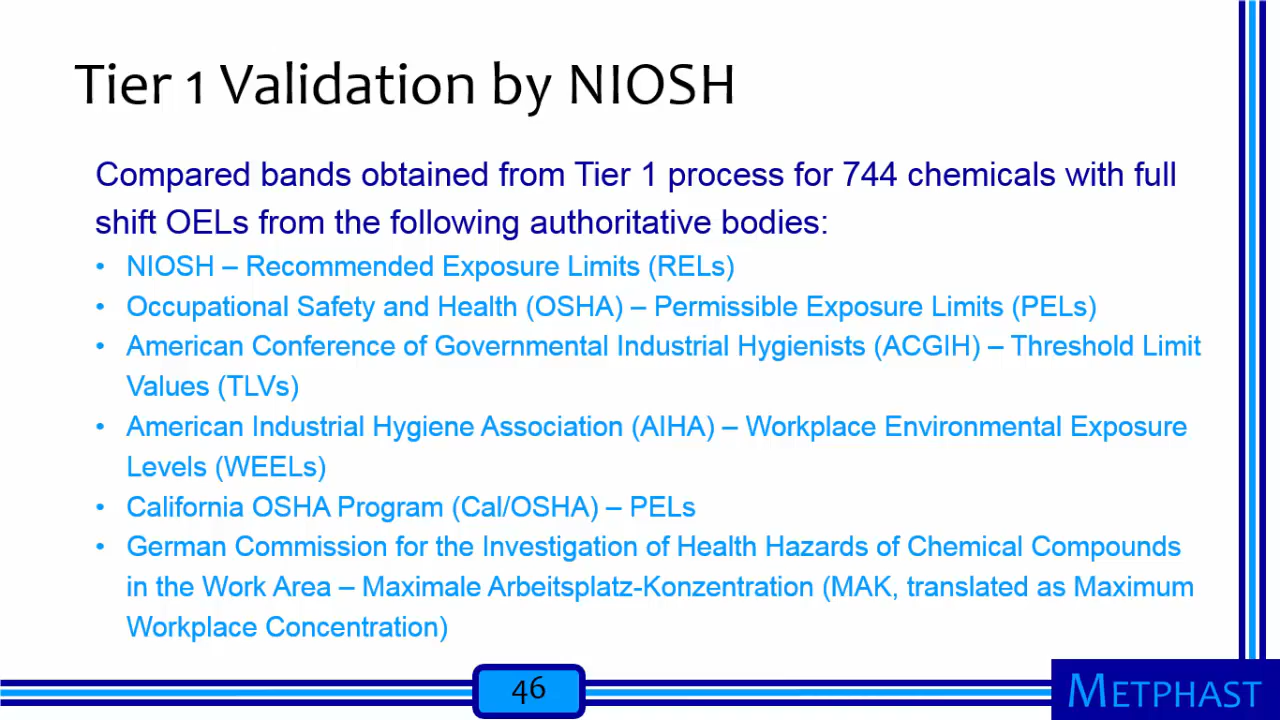 Tier 1 Validation by NIOSH
Compared bands obtained from Tier 1 process for 744 chemicals with full
shift OELs from the following authoritative bodies:
• NIOSH – Recommended Exposure Limits (RELs)
• Occupational Safety and Health (OSHA) – Permissible Exposure Limits (PELs)
• American Conference of Governmental Industrial Hygienists (ACGIH) – Threshold Limit
Values (TLVs)
• American Industrial Hygiene Association (AIHA) – Workplace Environmental Exposure
Levels (WEELs)
• California OSHA Program (Cal/OSHA) – PELs
• German Commission for the Investigation of Health Hazards of Chemical Compounds
in the Work Area – Maximale Arbeitsplatz-Konzentration (MAK, translated as Maximum
Workplace Concentration)
46
METPHAST